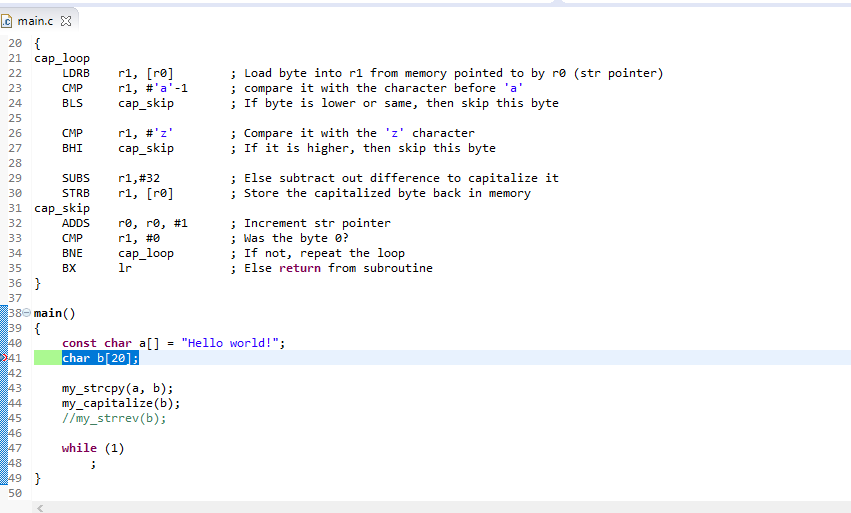 main.c
20 {
21 cap_loop
22 LDRB r1, [r0] ; Load byte into r1 from memory pointed to by r0 (str pointer)
23 CMP r1, #'a'-1 ; compare it with the character before 'a'
24 BLS cap_skip ; If byte is lower or same, then skip this byte
25
26 CMP r1, #'z' ; Compare it with the 'z' character
27 BHI cap_skip ; If it is higher, then skip this byte
28
29 SUBS r1,#32 ; Else subtract out difference to capitalize it
30 STRB r1, [r0] ; Store the capitalized byte back in memory
31 cap_skip
32 ADDS r0, r0, #1 ; Increment str pointer
33 CMP r1, #0 ; Was the byte 0?
34 BNE cap_loop ; If not, repeat the loop
35 BX lr ; Else return from subroutine
36 }
37
38 main()
39 {
40 const char a[] = "Hello world!";
41 char b[20];
42
43 my_strcpy(a, b);
44 my_capitalize(b);
45 //my_strrev(b);
46
47 while (1)
48 ;
49 }
50